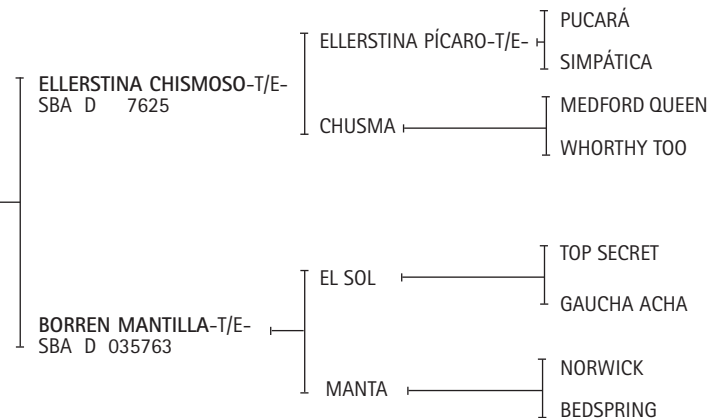 ELLERSTINA CHISMOSO-T/E-
SBA D 7625
ELLERSTINA PÍCARO-T/E-
PUCARÁ
SIMPÁTICA
CHUSMA
MEDFORD QUEEN
WHORTHY TOO
BORREN MANTILLA-T/E-
SBA D 035763
EL SOL
TOP SECRET
GAUCHA ACHA
MANTA
NORWICK
BEDSPRING